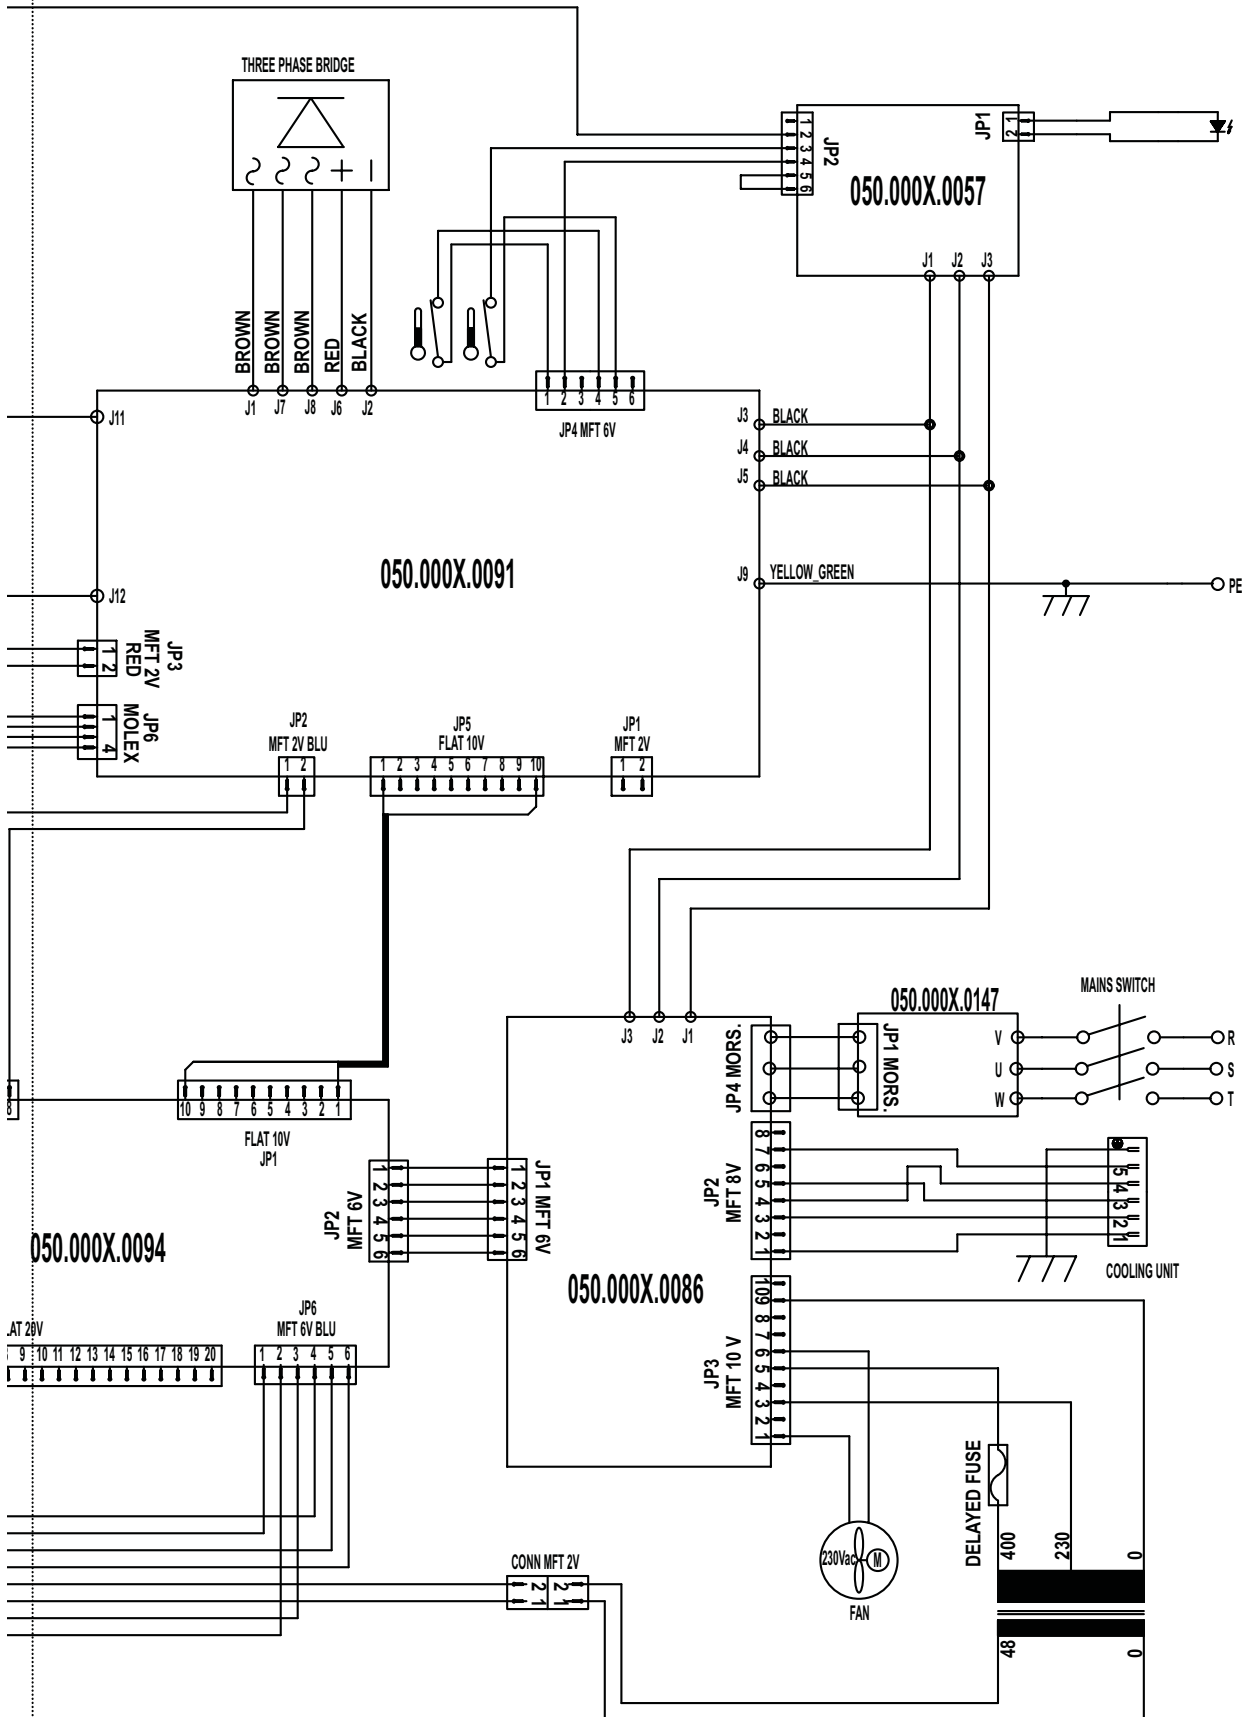 THREE PHASE BRIDGE
+ −
BROWN
BROWN
BROWN
RED
BLACK
J1 J7 J8 J6 J2
JP2
1
2
3
4
5
6
JP1
1
2
050.000X.0057
J1 J2 J3
1 2 3 4 5 6
JP4 MFT 6V
J11
J12
J3 BLACK
J4 BLACK
J5 BLACK
J9 YELLOW_GREEN
PE
050.000X.0091
JP3
MFT 2V
RED
1
2
JP6
MOLEX
1
4
JP2
MFT 2V BLU
1 2
JP5
FLAT 10V
1 2 3 4 5 6 7 8 9 10
JP1
MFT 2V
1 2
MAINS SWITCH
050.000X.0147
J3 J2 J1
JP4 MORS.
JP1 MORS.
V
U
W
R
S
T
8
10 9 8 7 6 5 4 3 2 1
FLAT 10V
JP1
050.000X.0094
JP2
MFT 6V
1
2
3
4
5
6
JP1 MFT 6V
1
2
3
4
5
6
050.000X.0086
JP2
MFT 8V
8
7
6
5
4
3
2
1
5
4
3
2
1
COOLING UNIT
JP3
MFT 10 V
10
9
8
7
6
5
4
3
2
1
LAT 20V
9 10 11 12 13 14 15 16 17 18 19 20
JP6
MFT 6V BLU
1 2 3 4 5 6
CONN MFT 2V
2 2
1 1
230Vac M
FAN
DELAYED FUSE
400 230 0
48 0